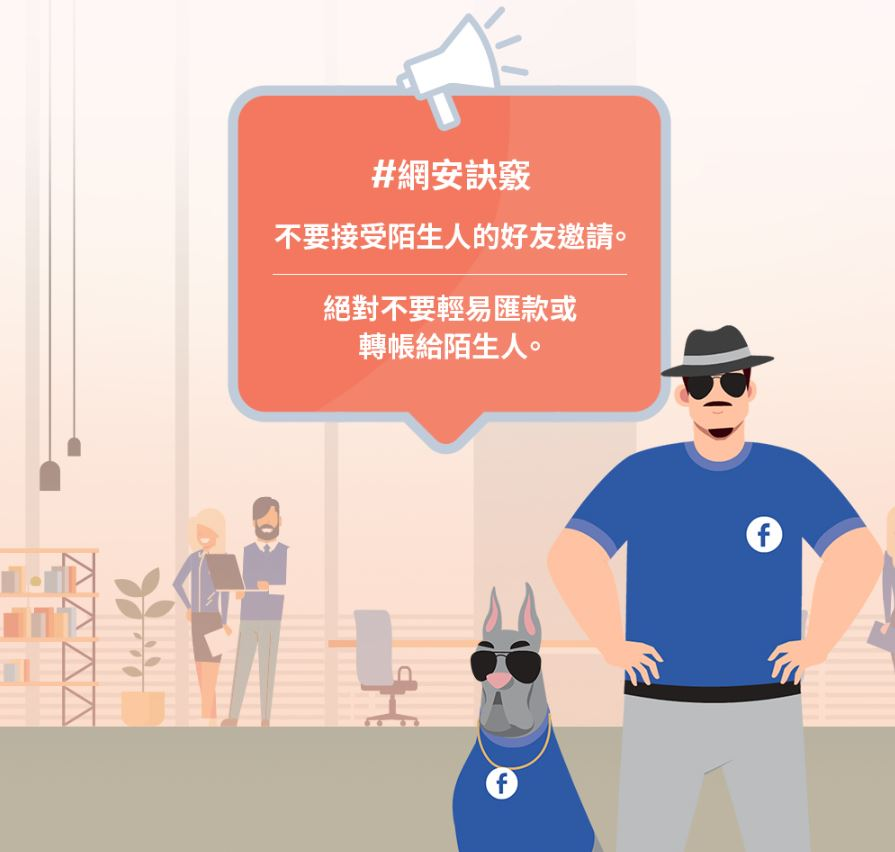 #網安訣竅
不要接受陌生人的好友邀請。
絕對不要輕易匯款或
轉帳給陌生人。
f
f